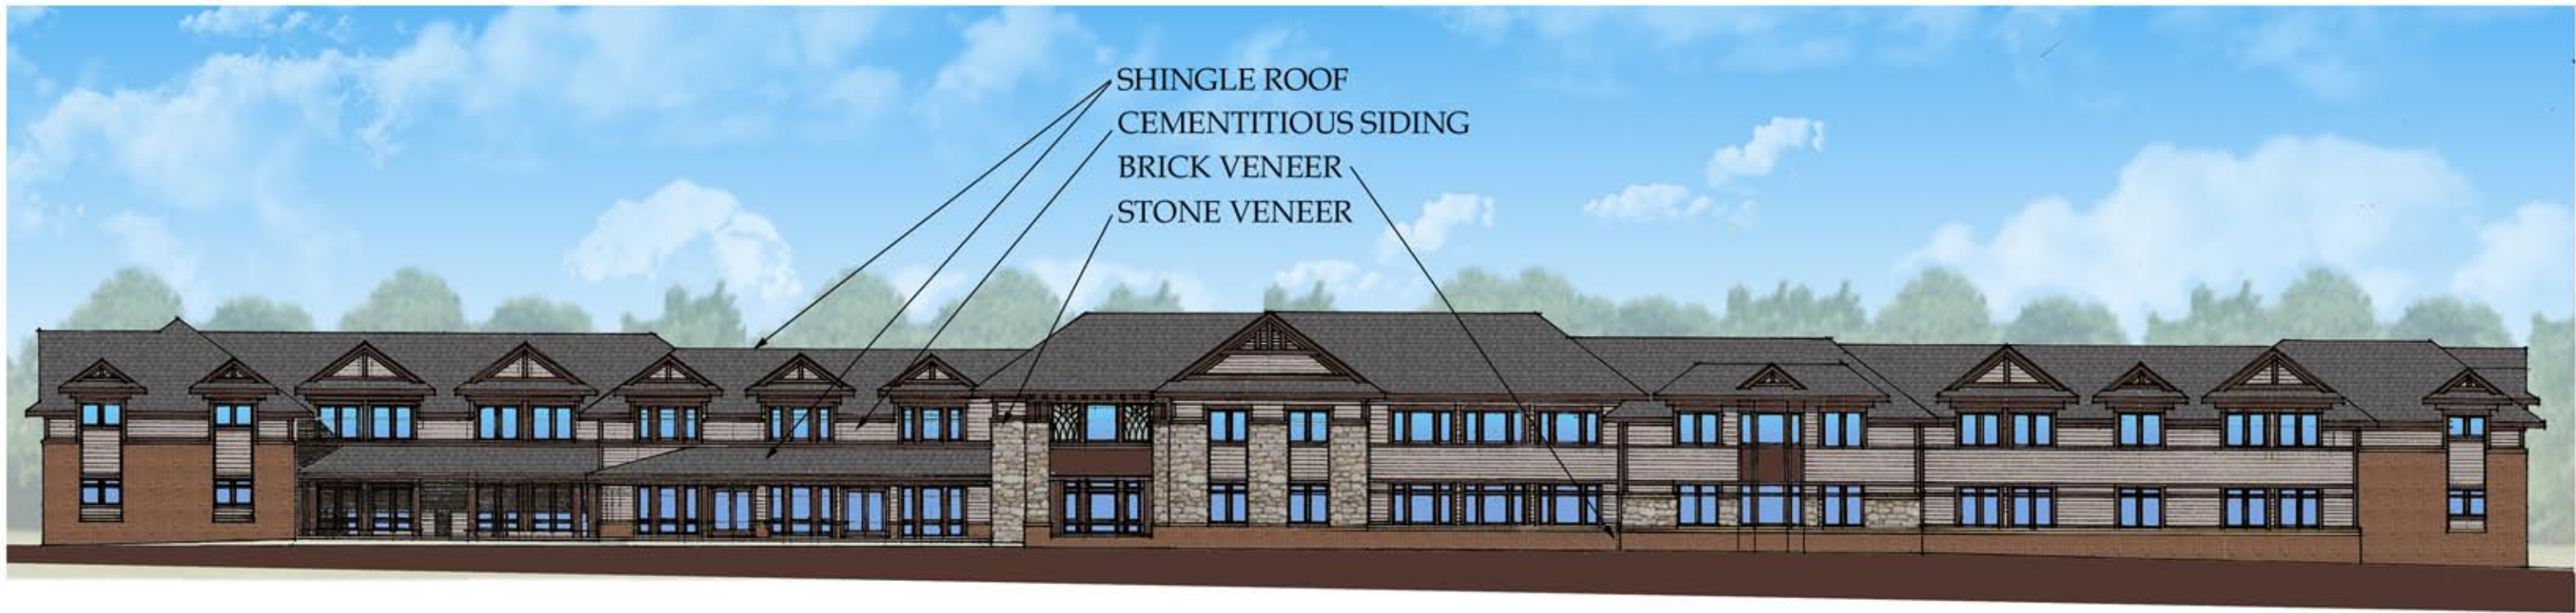 SHINGLE ROOF
CEMENTITIOUS SIDING
BRICK VENEER
STONE VENEER